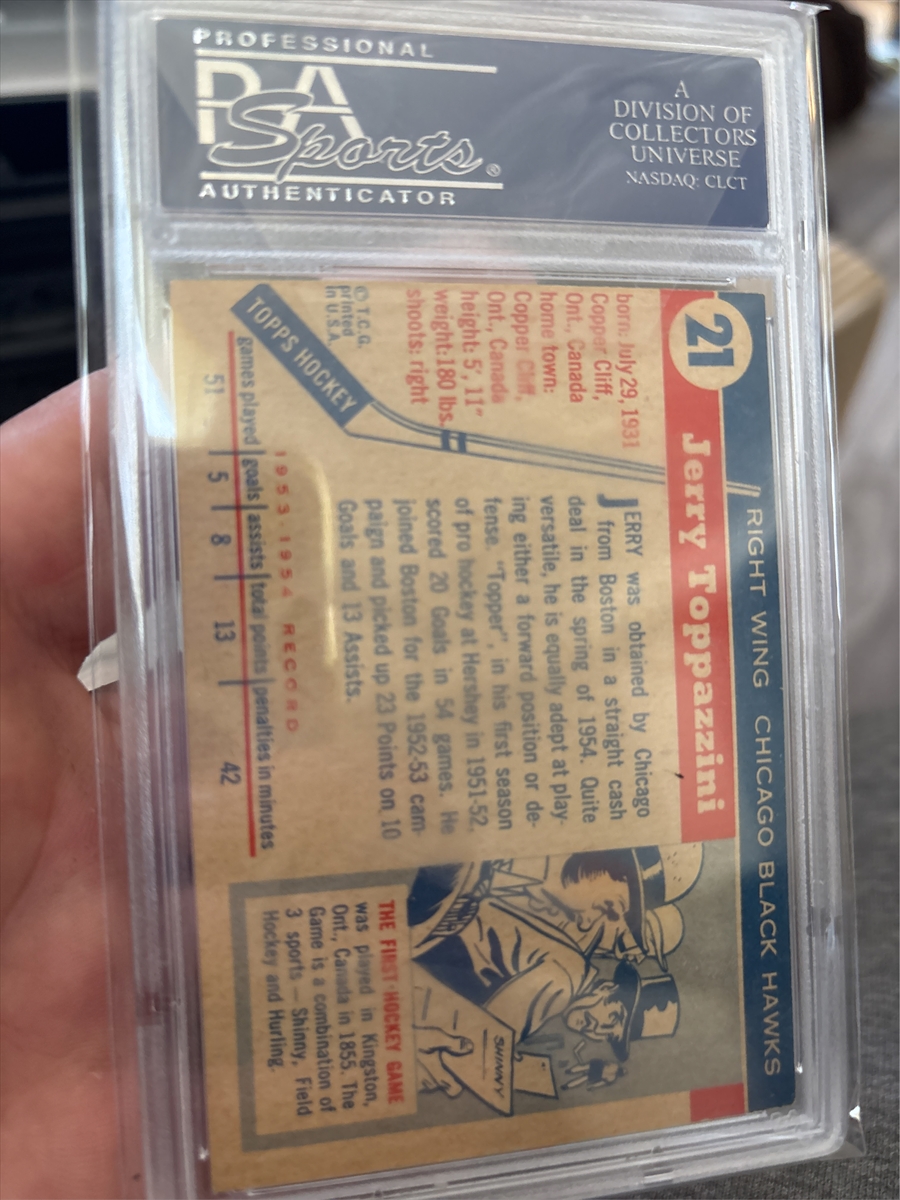 PROFESSIONAL
PSA
Sports®
AUTHENTICATOR
A
DIVISION OF
COLLECTORS
UNIVERSE
NASDAQ: CLCT
RIGHT WING CHICAGO BLACK HAWKS
21
Jerry Toppazzini
born: July 29, 1931
Copper Cliff,
Ont., Canada
home town:
Copper Cliff,
Ont., Canada
height: 5', 11"
weight: 180 lbs.
shoots: right
© T.C.G.
printed
in U.S.A.
TOPPS HOCKEY
JERRY was obtained by Chicago
from Boston in a straight cash
deal in the spring of 1954. Quite
versatile, he is equally adept at play-
ing either a forward position or de-
fense. "Topper", in his first season
of pro hockey at Hershey in 1951-52,
scored 20 Goals in 54 games. He
joined Boston for the 1952-53 cam-
paign and picked up 23 Points on 10
Goals and 13 Assists.
1953-1954 RECORD
games played goals assists total points penalties in minutes
51 5 8 13 42
SHINNY
THE FIRST HOCKEY GAME
was played in Kingston,
Ont., Canada in 1855. The
Game is a combination of
3 sports — Shinny, Field
Hockey and Hurling.